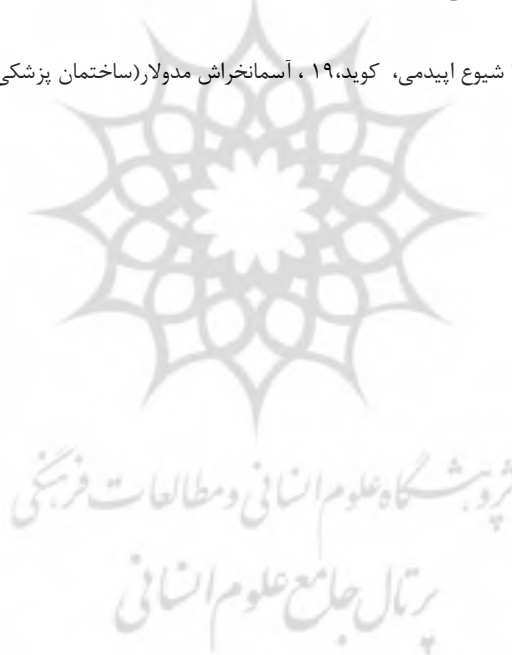 شیوع اپیدمی، کوید،۱۹ ، آسمانخراش مدولار(ساختمان پزشکی
پژوهشگاه علوم انسانی و مطالعات فرهنگی
پرتال جامع علوم انسانی